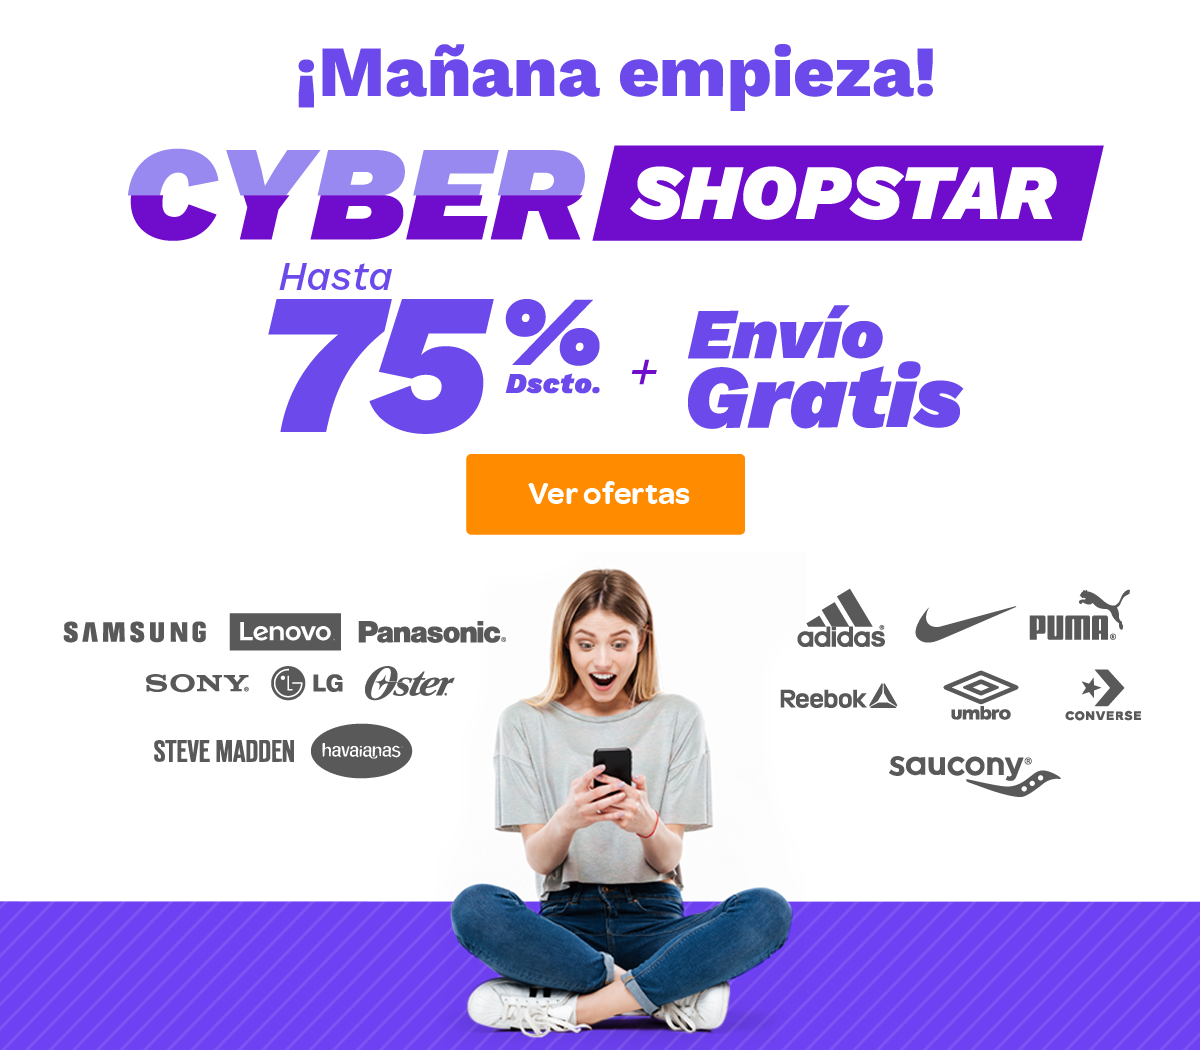 ¡Mañana empieza!
CYBER SHOPSTAR
Hasta
75% Dscto. + Envío Gratis
Ver ofertas
SAMSUNG Lenovo Panasonic®
SONY® LG Oster®
STEVE MADDEN havaianas®
adidas® PUMA®
Reebok umbro CONVERSE
saucony®